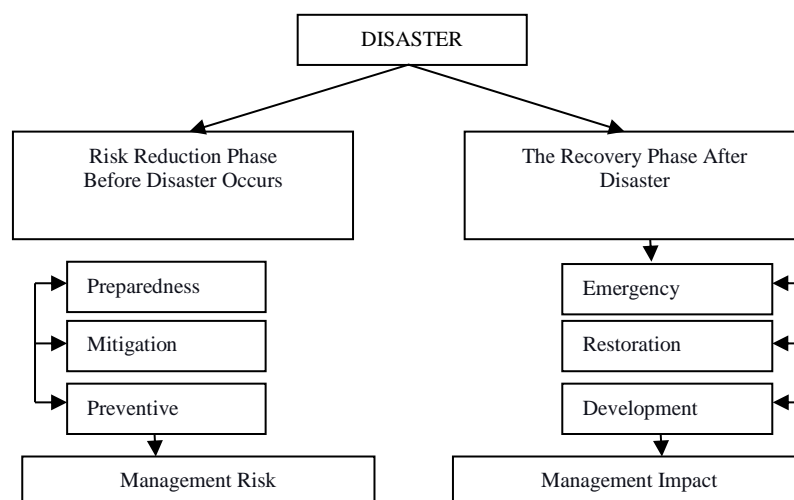 DISASTER
Risk Reduction Phase
Before Disaster Occurs
The Recovery Phase After
Disaster
Preparedness
Mitigation
Preventive
Management Risk
Emergency
Restoration
Development
Management Impact